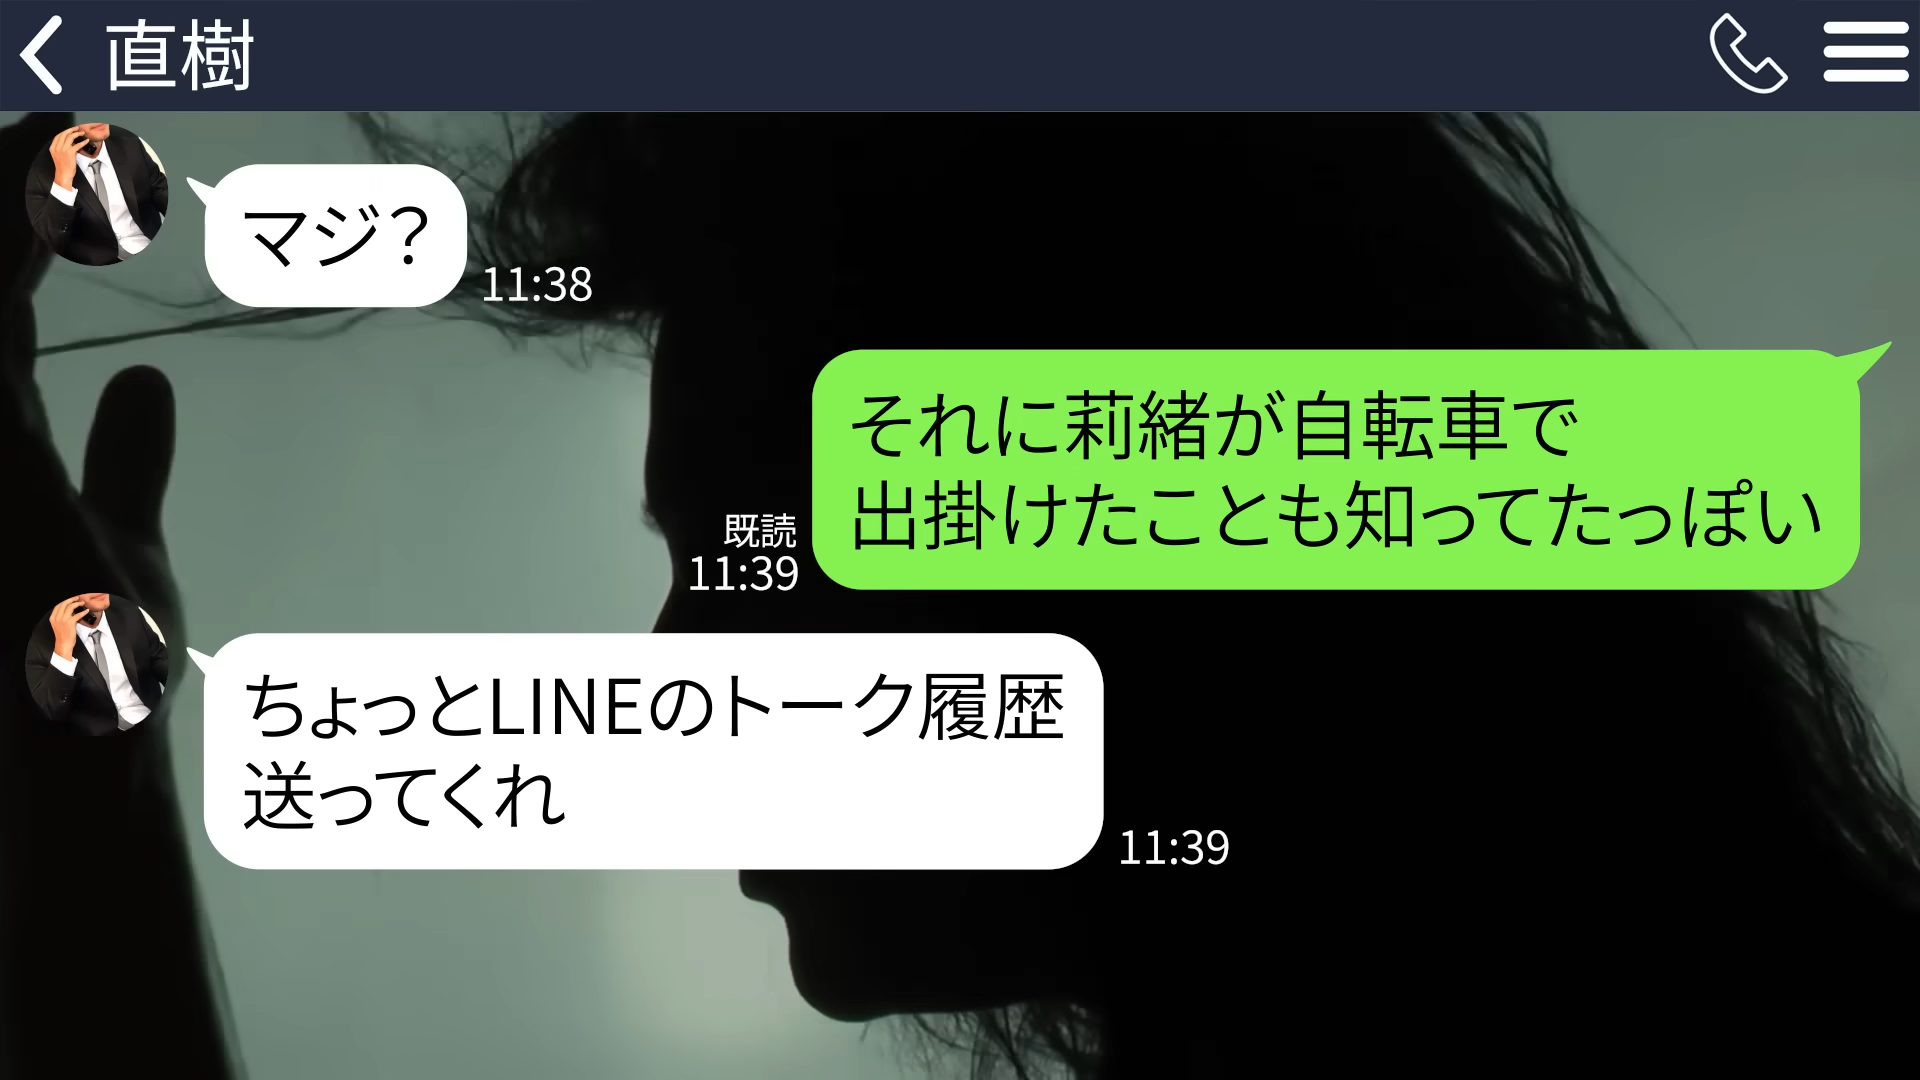 直樹
マジ？
11:38
それに莉緒が自転車で
出掛けたことも知ってたっぽい
既読
11:39
ちょっとLINEのトーク履歴
送ってくれ
11:39